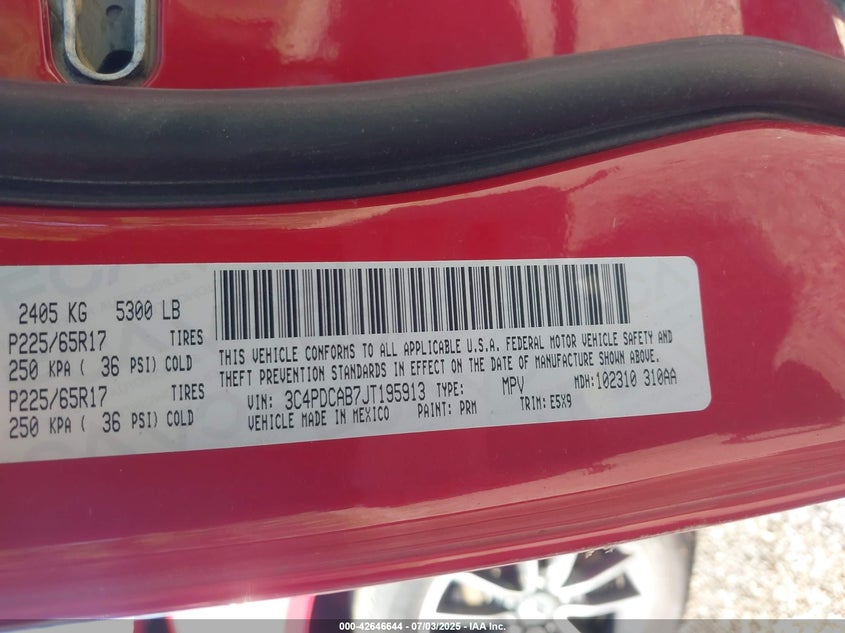 2405 KG 5300 LB
P225/65R17 TIRES
250 KPA ( 36 PSI) COLD
P225/65R17 TIRES
250 KPA ( 36 PSI) COLD
THIS VEHICLE CONFORMS TO ALL APPLICABLE U.S.A. FEDERAL MOTOR VEHICLE SAFETY AND
THEFT PREVENTION STANDARDS IN EFFECT ON THE DATE OF MANUFACTURE SHOWN ABOVE.
VIN: 3C4PDCAB7JT195913 TYPE: MPV MDH: 102310 310AA
VEHICLE MADE IN MEXICO PAINT: PRM TRIM: E5X9
000-42646644 - 07/03/2025 - IAA Inc.